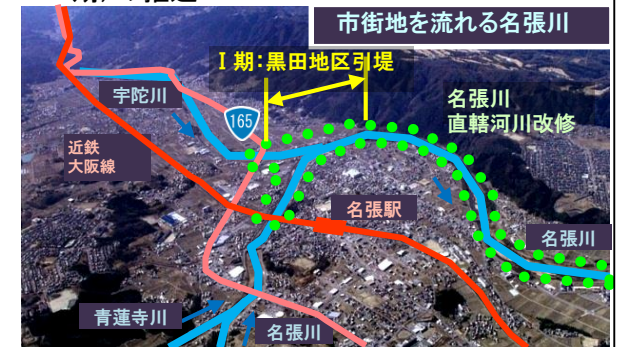 市街地を流れる名張川
Ⅰ期:黒田地区引堤
宇陀川
165
名張川
直轄河川改修
近鉄
大阪線
名張駅
名張川
青蓮寺川
名張川